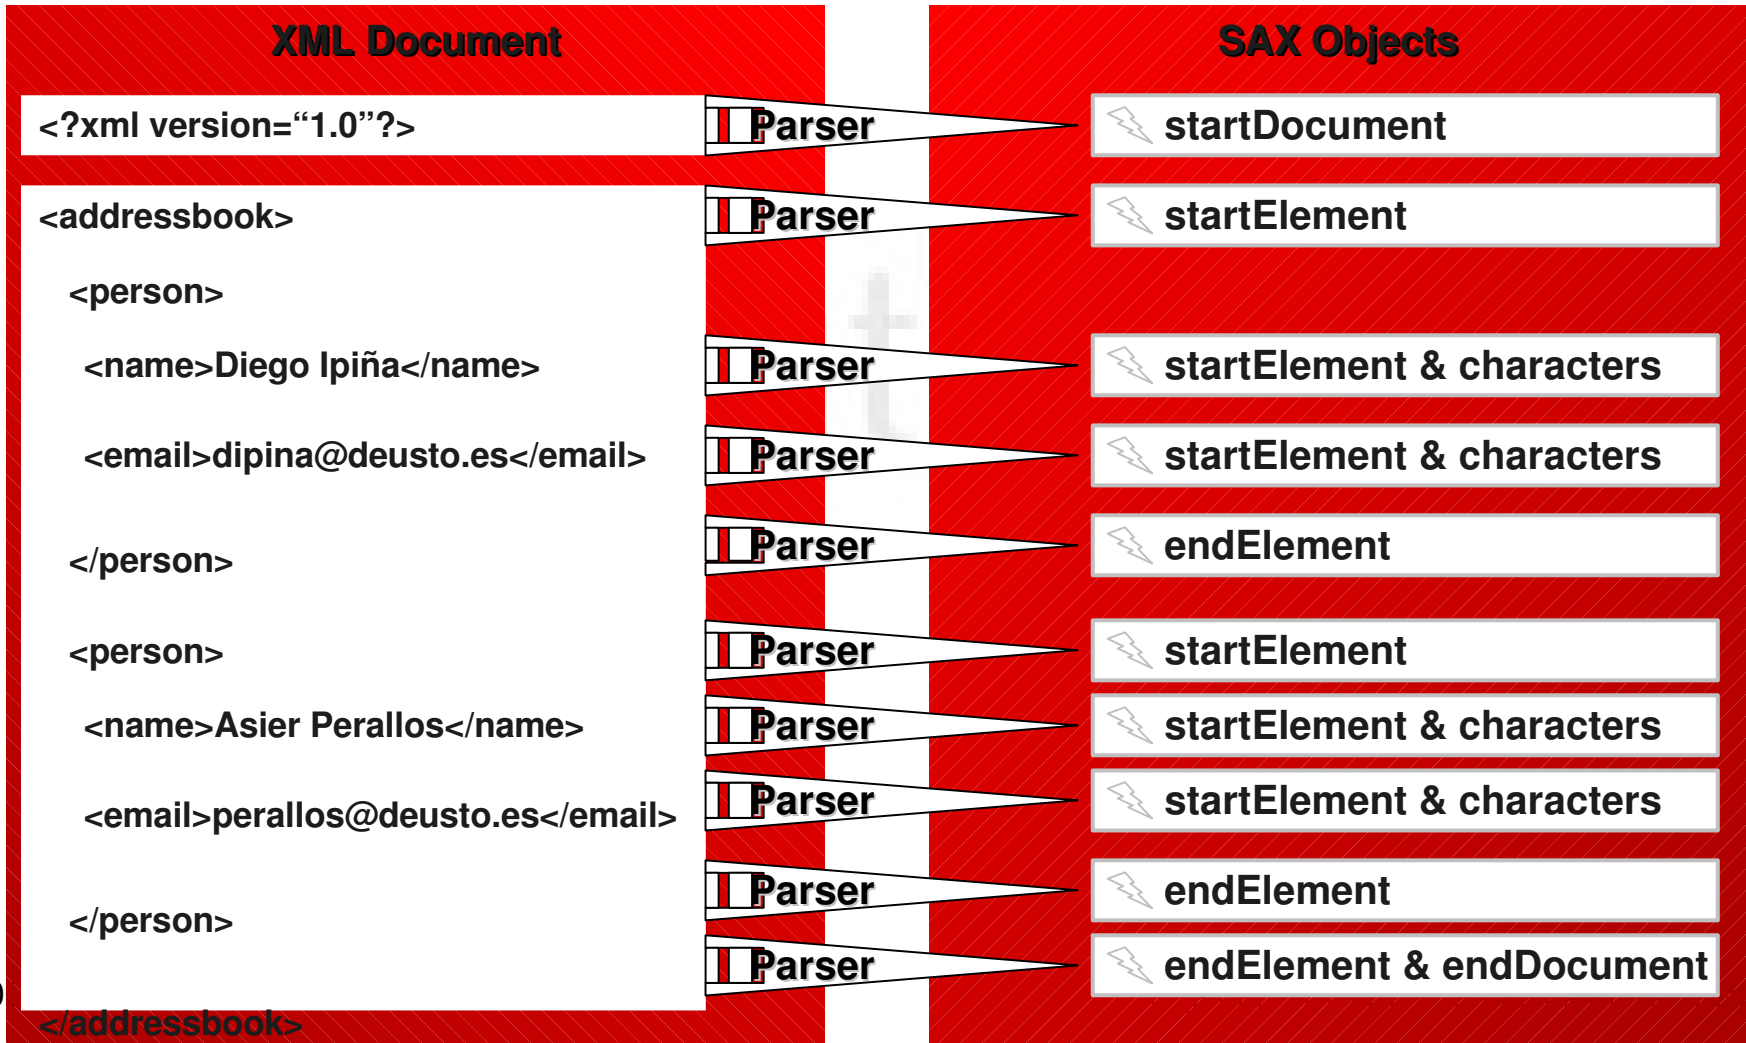 XML Document
<?xml version=“1.0”?>
<addressbook>
<person>
<name>Diego Ipiña</name>
<email>dipina@deusto.es</email>
</person>
<person>
<name>Asier Perallos</name>
<email>perallos@deusto.es</email>
</person>
</addressbook>
Parser
Parser
Parser
Parser
Parser
Parser
Parser
Parser
Parser
Parser
SAX Objects
startDocument
startElement
startElement & characters
startElement & characters
endElement
startElement
startElement & characters
startElement & characters
endElement
endElement & endDocument